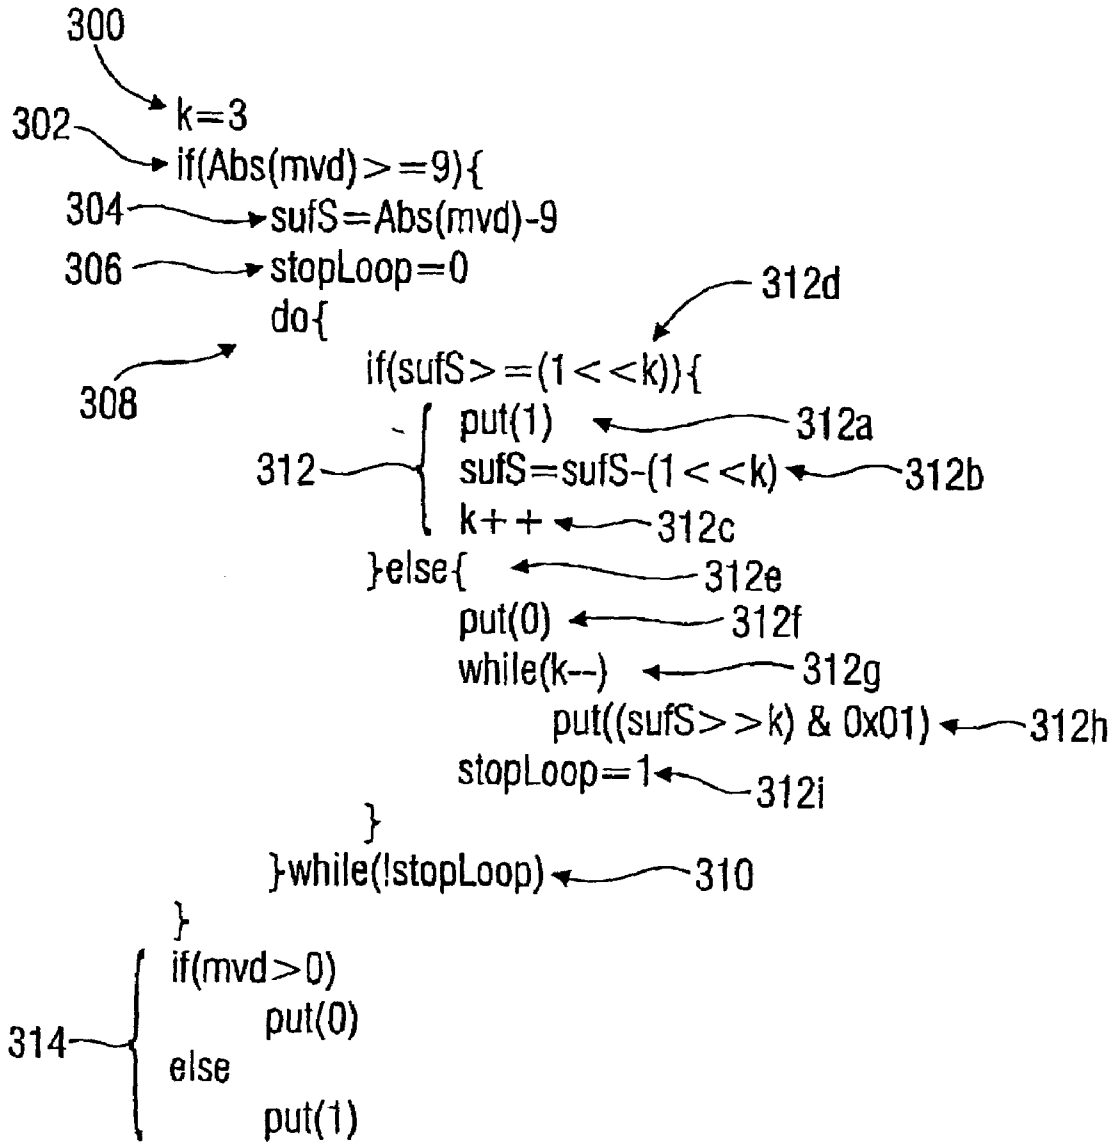 300
k=3
302
if(Abs(mvd)>=9){
304
sufS=Abs(mvd)-9
306
stopLoop=0
312d
do{
308
if(sufS>=(1<<k)){
put(1)
312a
312
sufS=sufS-(1<<k)
312b
k++
312c
}else{
312e
put(0)
312f
while(k--)
312g
put((sufS>>k) & 0x01)
312h
stopLoop=1
312i
}
}while(!stopLoop)
310
}
if(mvd>0)
put(0)
314
else
put(1)